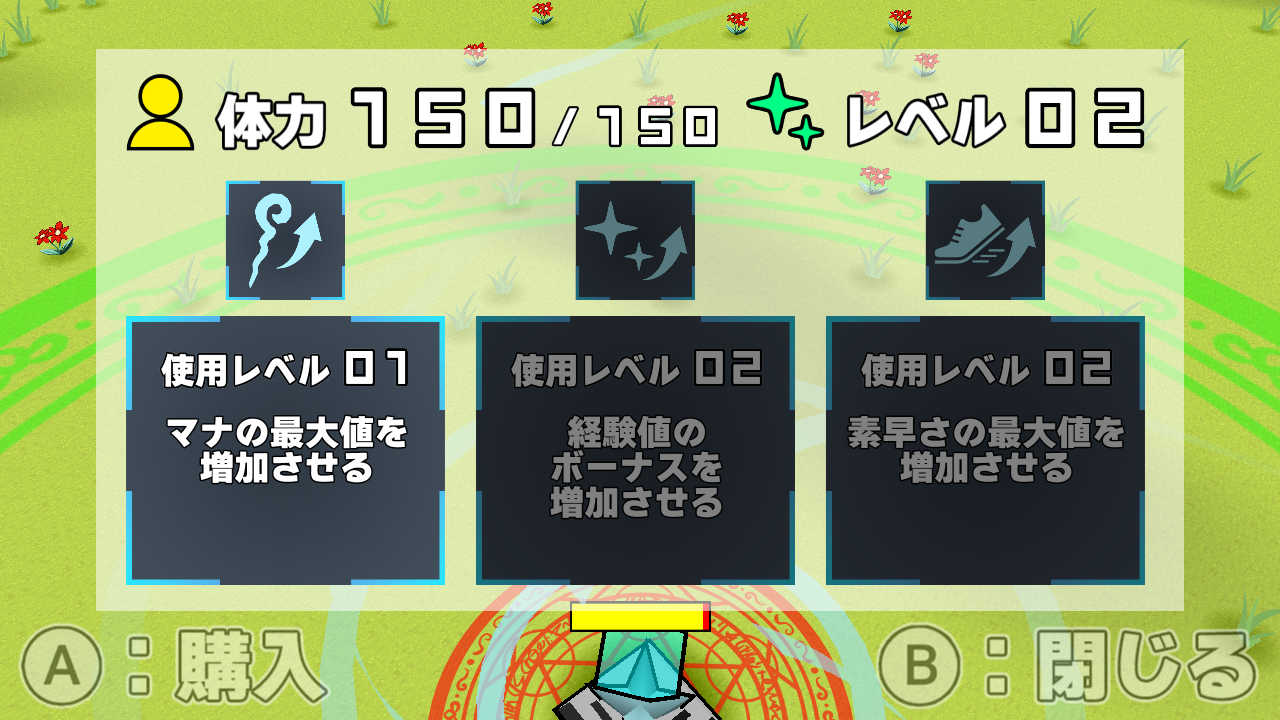 体力 150/150 レベル 02
使用レベル 01
マナの最大値を
増加させる
使用レベル 02
経験値の
ボーナスを
増加させる
使用レベル 02
素早さの最大値を
増加させる
A:購入
B:閉じる